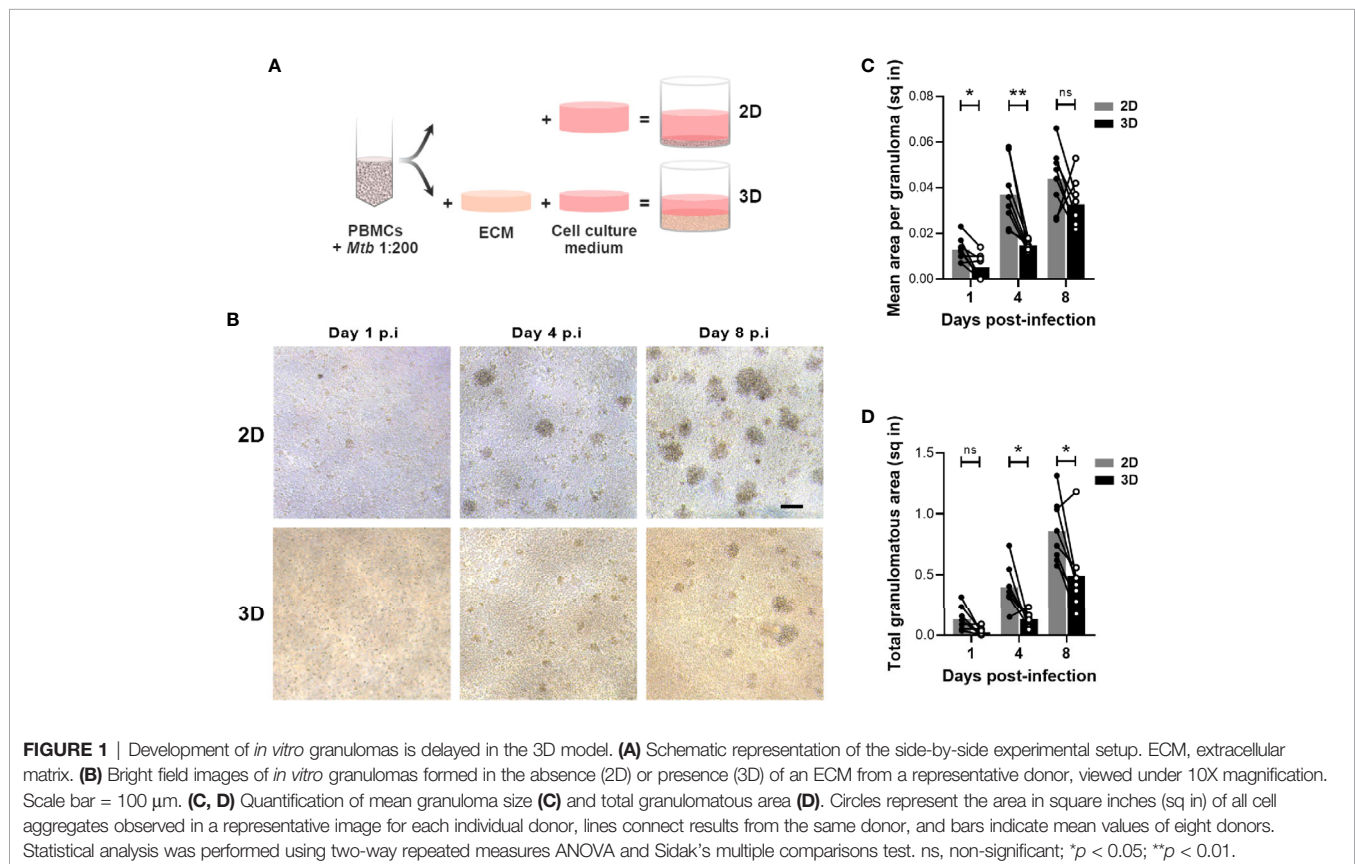 A
+
=
2D
+
+
=
3D
PBMCs
+ Mtb 1:200
ECM
Cell culture
medium
B
Day 1 p.i
Day 4 p.i
Day 8 p.i
2D
3D
C
Mean area per granuloma (sq in)
0.08
0.06
0.04
0.02
0.00
*
**
ns
2D
3D
1
4
8
Days post-infection
D
Total granulomatous area (sq in)
1.5
1.0
0.5
0.0
ns
*
*
2D
3D
1
4
8
Days post-infection
FIGURE 1 | Development of in vitro granulomas is delayed in the 3D model. (A) Schematic representation of the side-by-side experimental setup. ECM, extracellular
matrix. (B) Bright field images of in vitro granulomas formed in the absence (2D) or presence (3D) of an ECM from a representative donor, viewed under 10X magnification.
Scale bar = 100 μm. (C, D) Quantification of mean granuloma size (C) and total granulomatous area (D). Circles represent the area in square inches (sq in) of all cell
aggregates observed in a representative image for each individual donor, lines connect results from the same donor, and bars indicate mean values of eight donors.
Statistical analysis was performed using two-way repeated measures ANOVA and Sidak's multiple comparisons test. ns, non-significant; *p < 0.05; **p < 0.01.